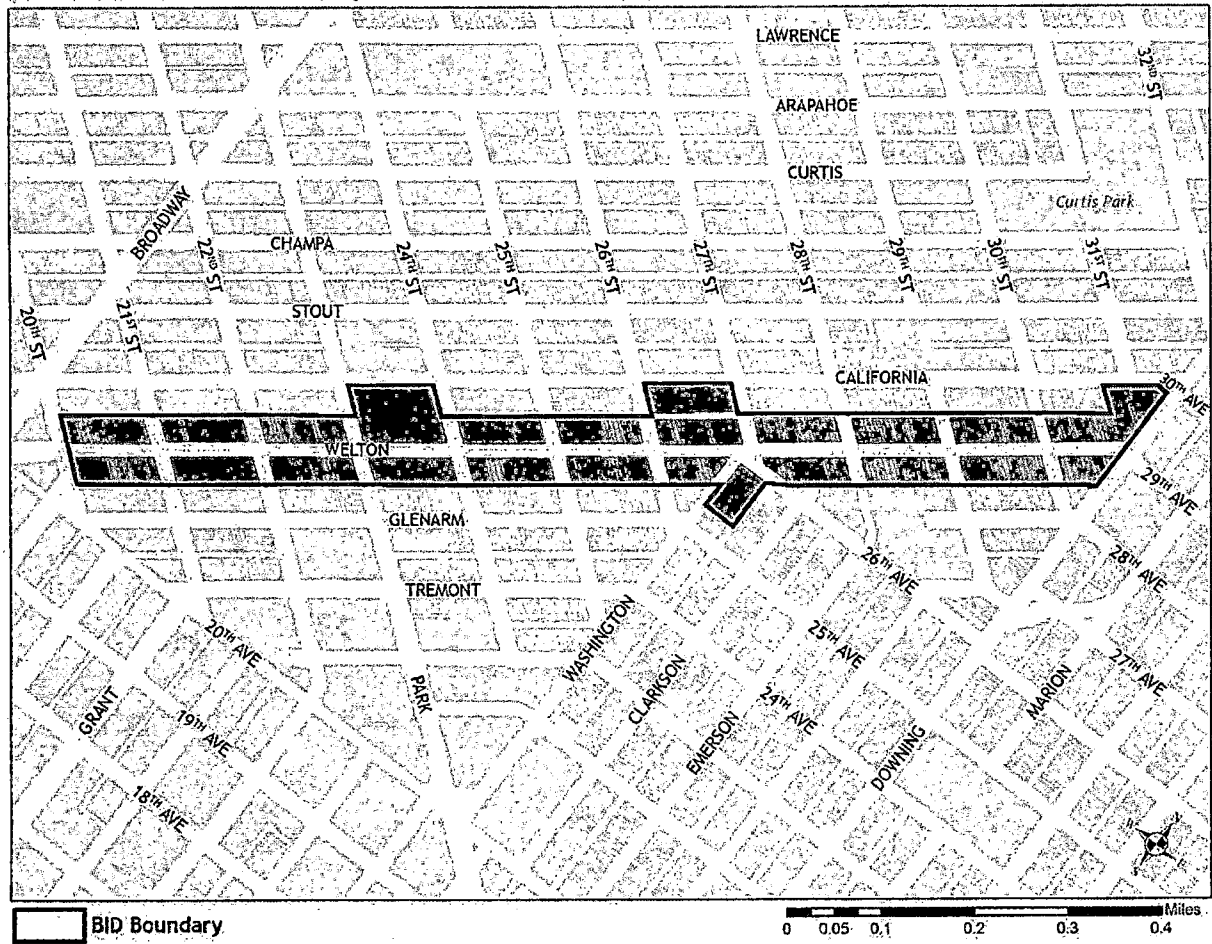 LAWRENCE
32ND ST
ARAPAHOE
CURTIS
Curtis Park
BROADWAY
CHAMPA
22ND ST
24TH ST
25TH ST
26TH ST
27TH ST
28TH ST
29TH ST
30TH ST
31ST ST
20TH ST
21ST ST
STOUT
CALIFORNIA
30TH AVE
WELTON
29TH AVE
GLENARM
28TH AVE
26TH AVE
TREMONT
20TH AVE
WASHINGTON
25TH AVE
27TH AVE
GRANT
19TH AVE
PARK
CLARKSON
24TH AVE
MARION
EMERSON
DOWNING
18TH AVE
N
W
E
S
BID Boundary
Miles
0 0.05 0.1 0.2 0.3 0.4